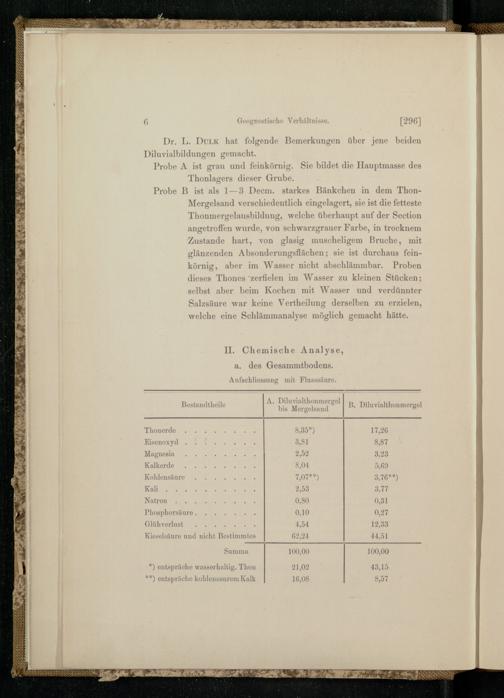 6 Geognostische Verhältnisse. [296]
Dr. L. DULK hat folgende Bemerkungen über jene beiden
Diluvialbildungen gemacht.
Probe A ist grau und feinkörnig. Sie bildet die Hauptmasse des
Thonlagers dieser Grube.
Probe B ist als 1—3 Decm. starkes Bänkchen in dem Thon-
Mergelsand verschiedentlich eingelagert, sie ist die fetteste
Thonmergelausbildung, welche überhaupt auf der Section
angetroffen wurde, von schwarzgrauer Farbe, in trocknem
Zustande hart, von glasig muscheligem Bruche, mit
glänzenden Absonderungsflächen; sie ist durchaus fein-
körnig, aber im Wasser nicht abschlämmbar. Proben
dieses Thones zerfielen im Wasser zu kleinen Stücken;
selbst aber beim Kochen mit Wasser und verdünnter
Salzsäure war keine Vertheilung derselben zu erzielen,
welche eine Schlämmanalyse möglich gemacht hätte.
II. Chemische Analyse,
a. des Gesammtbodens.
Aufschliessung mit Flusssäure.
Bestandtheile A. Diluvialthonmergel bis Mergelsand B. Diluvialthonmergel
Thonerde . . . . . . . . 8,35*) 17,26
Eisenoxyd . . . . . . . 3,81 8,87
Magnesia . . . . . . . 2,52 3,23
Kalkerde . . . . . . . 8,04 5,69
Kohlensäure . . . . . . 7,07**) 3,76**)
Kali . . . . . . . . . 2,53 3,77
Natron . . . . . . . . 0,80 0,31
Phosphorsäure . . . . . . 0,10 0,27
Glühverlust . . . . . . 4,54 12,33
Kieselsäure und nicht Bestimmtes 62,24 44,51
Summa 100,00 100,00
*) entspräche wasserhaltig. Thon 21,02 43,15
**) entspräche kohlensaurem Kalk 16,08 8,57